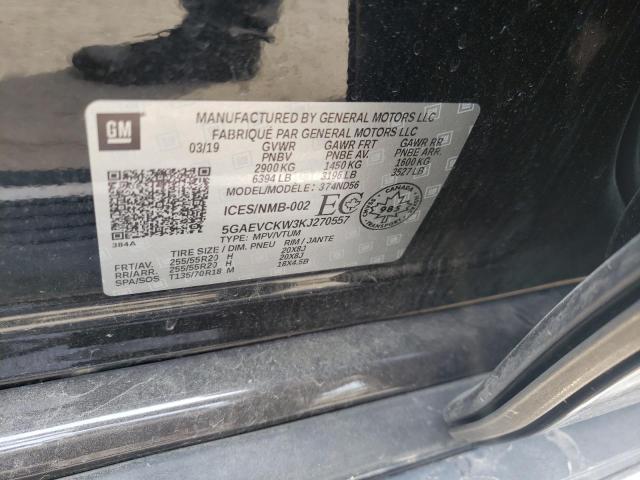 GM
MANUFACTURED BY GENERAL MOTORS LLC
FABRIQUÉ PAR GENERAL MOTORS LLC
03/19 GVWR GAWR FRT GAWR RR
PNBV PNBE AV. PNBE ARR.
2900 KG 1450 KG 1600 KG
6394 LB 3196 LB 3527 LB
MODEL/MODÈLE: 374ND56
ICES/NMB-002 EC CANADA 985
5GAEVCKW3KJ270557
384A TYPE: MPV/VTUM
TIRE SIZE / DIM. PNEU RIM / JANTE
FRT/AV. 255/55R20 H 20X8J
RR/ARR. 255/55R20 H 20X8J
SPA/SOS T135/70R18 M 18X4.5B